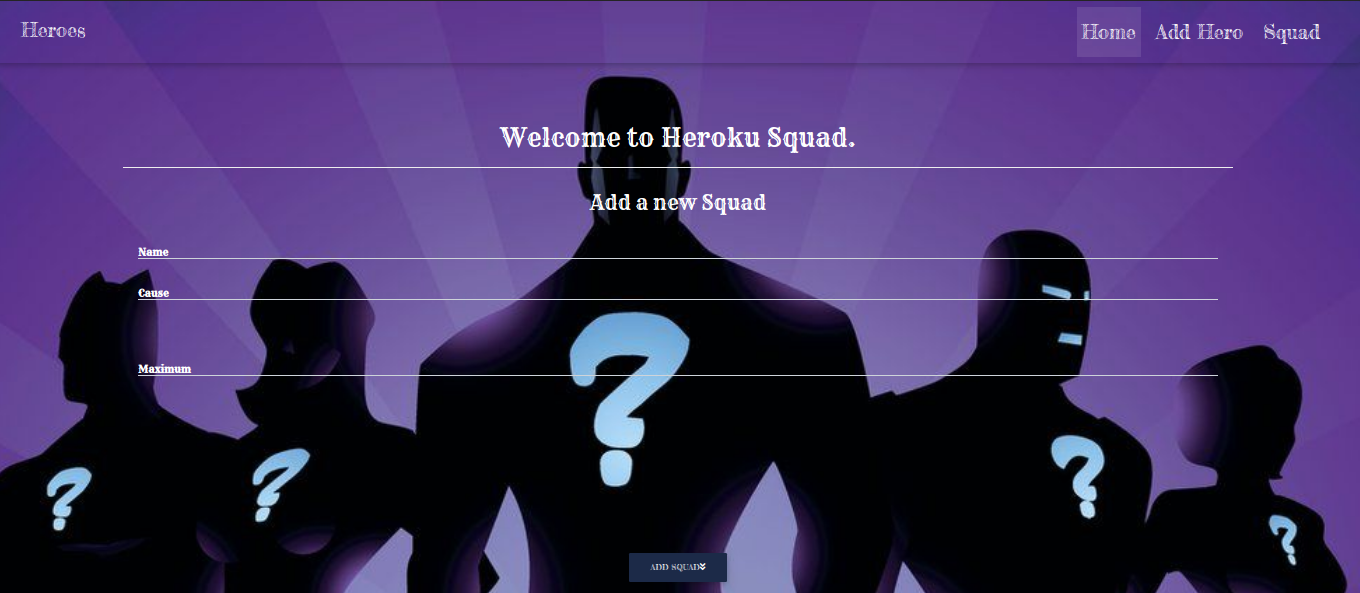 Heroes
Home Add Hero Squad
Welcome to Heroku Squad.
Add a new Squad
Name
Cause
Maximum
ADD SQUAD